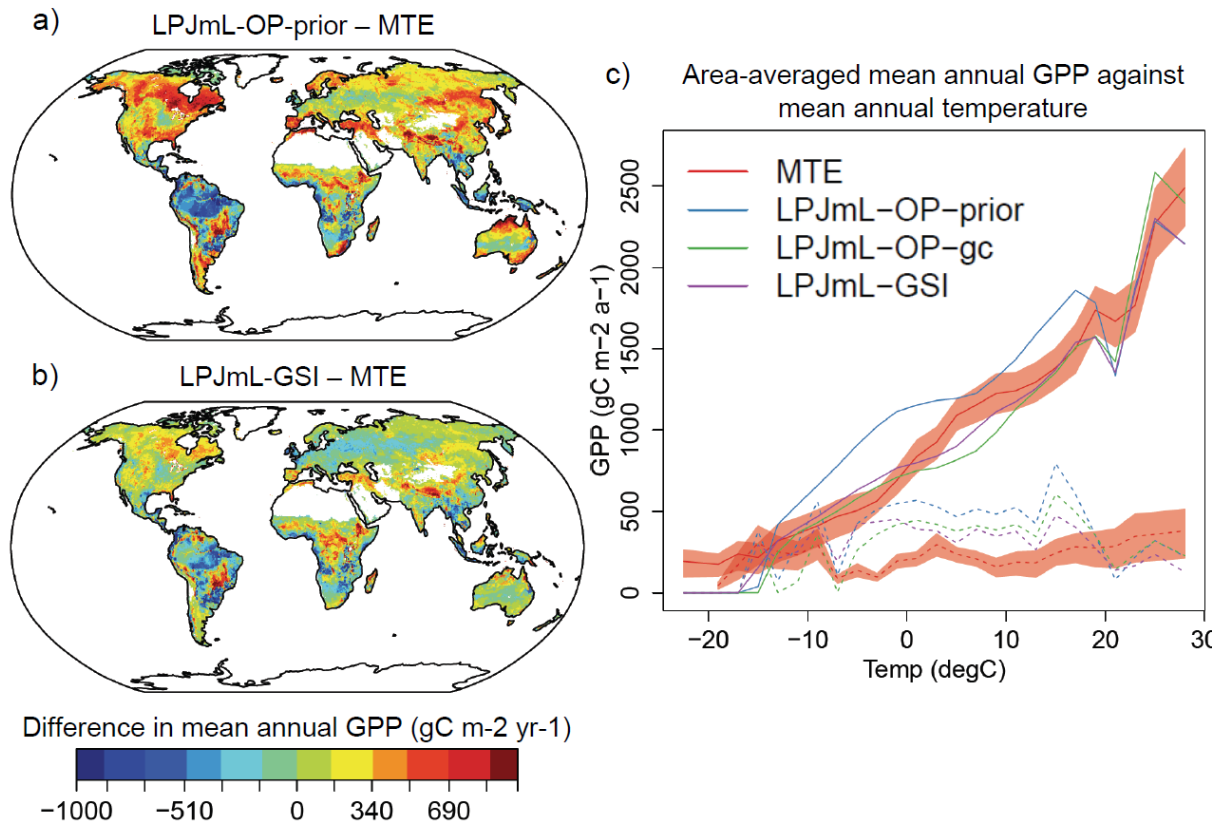 a)
LPJmL-OP-prior – MTE
b)
LPJmL-GSI – MTE
Difference in mean annual GPP (gC m-2 yr-1)
−1000 −510 0 340 690
c)
Area-averaged mean annual GPP against
mean annual temperature
MTE
LPJmL−OP−prior
LPJmL−OP−gc
LPJmL−GSI
GPP (gC m−2 a−1)
0 500 1000 1500 2000 2500
−20 −10 0 10 20 30
Temp (degC)